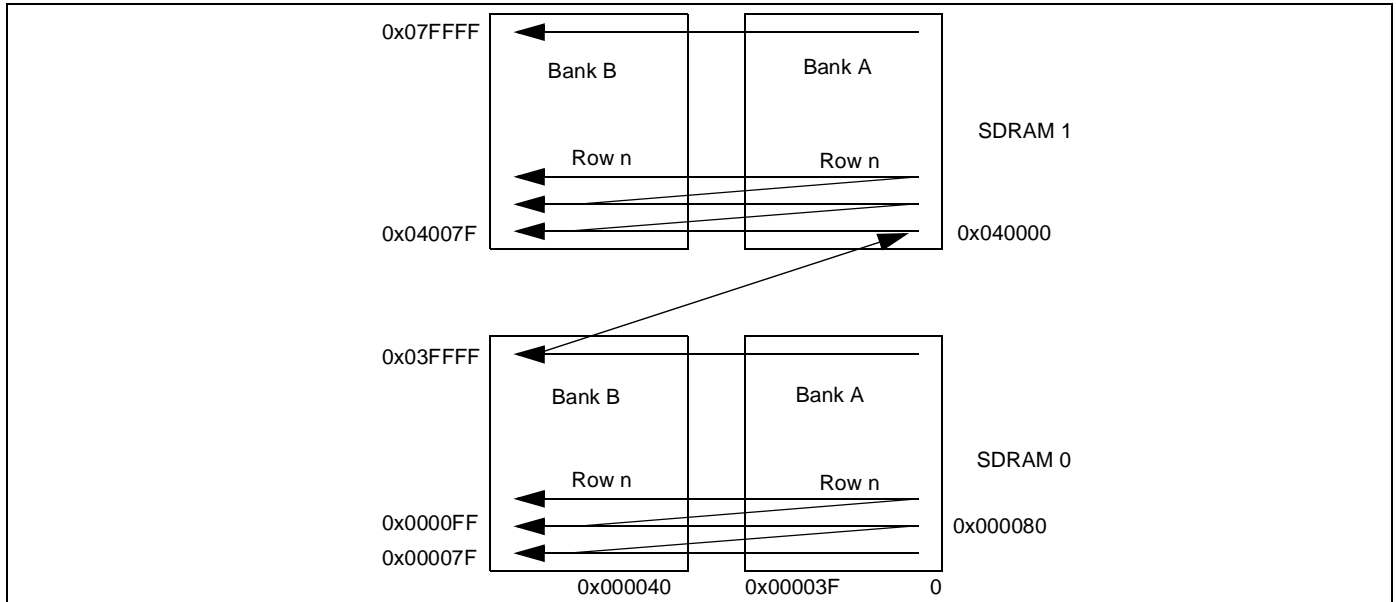 0x07FFFF
Bank B
Bank A
SDRAM 1
Row n
Row n
0x04007F
0x040000
0x03FFFF
Bank B
Bank A
SDRAM 0
Row n
Row n
0x0000FF
0x000080
0x00007F
0x000040
0x00003F
0